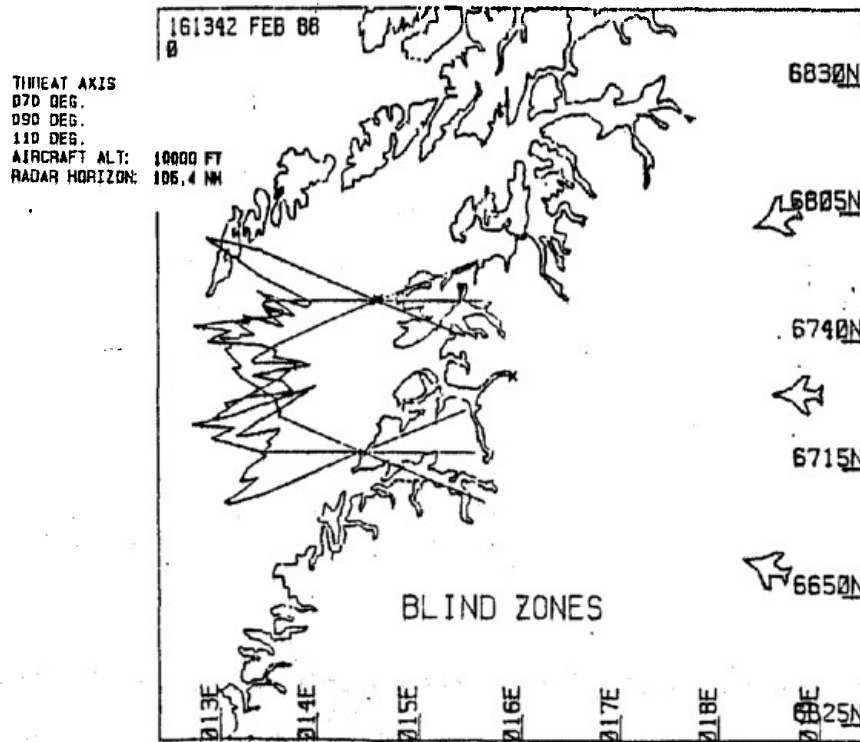 161342 FEB 88
0
THREAT AXIS
070 DEG.
090 DEG.
110 DEG.
AIRCRAFT ALT: 10000 FT
RADAR HORIZON: 106.4 NM
6830N
6805N
6740N
6715N
6650N
6625N
BLIND ZONES
013E
014E
015E
016E
017E
018E
019E